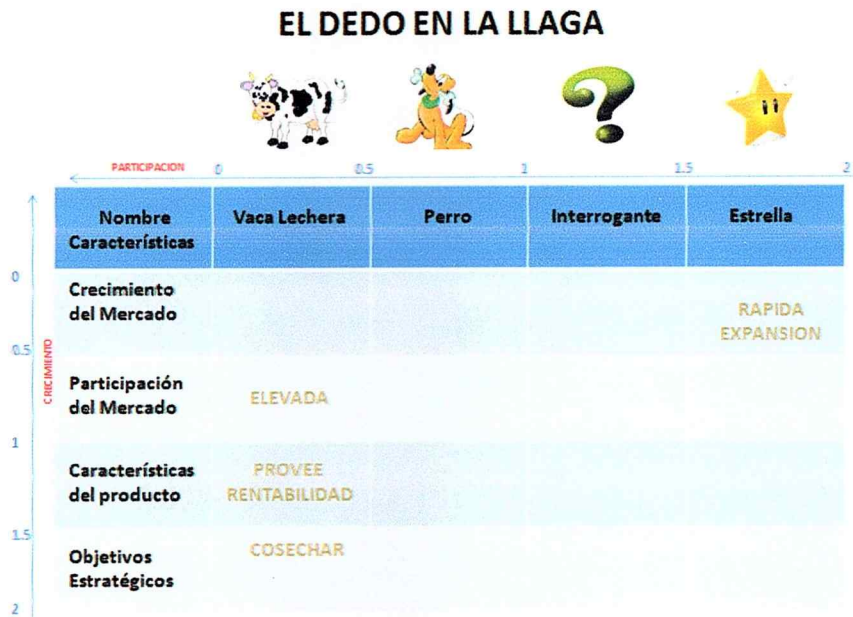 EL DEDO EN LA LLAGA
PARTICIPACION
0
0.5
1
1.5
2
Nombre
Características
Vaca Lechera
Perro
Interrogante
Estrella
CRECIMIENTO
0
Crecimiento
del Mercado
RAPIDA
EXPANSION
0.5
Participación
del Mercado
ELEVADA
1
Características
del producto
PROVEE
RENTABILIDAD
1.5
Objetivos
Estratégicos
COSECHAR
2